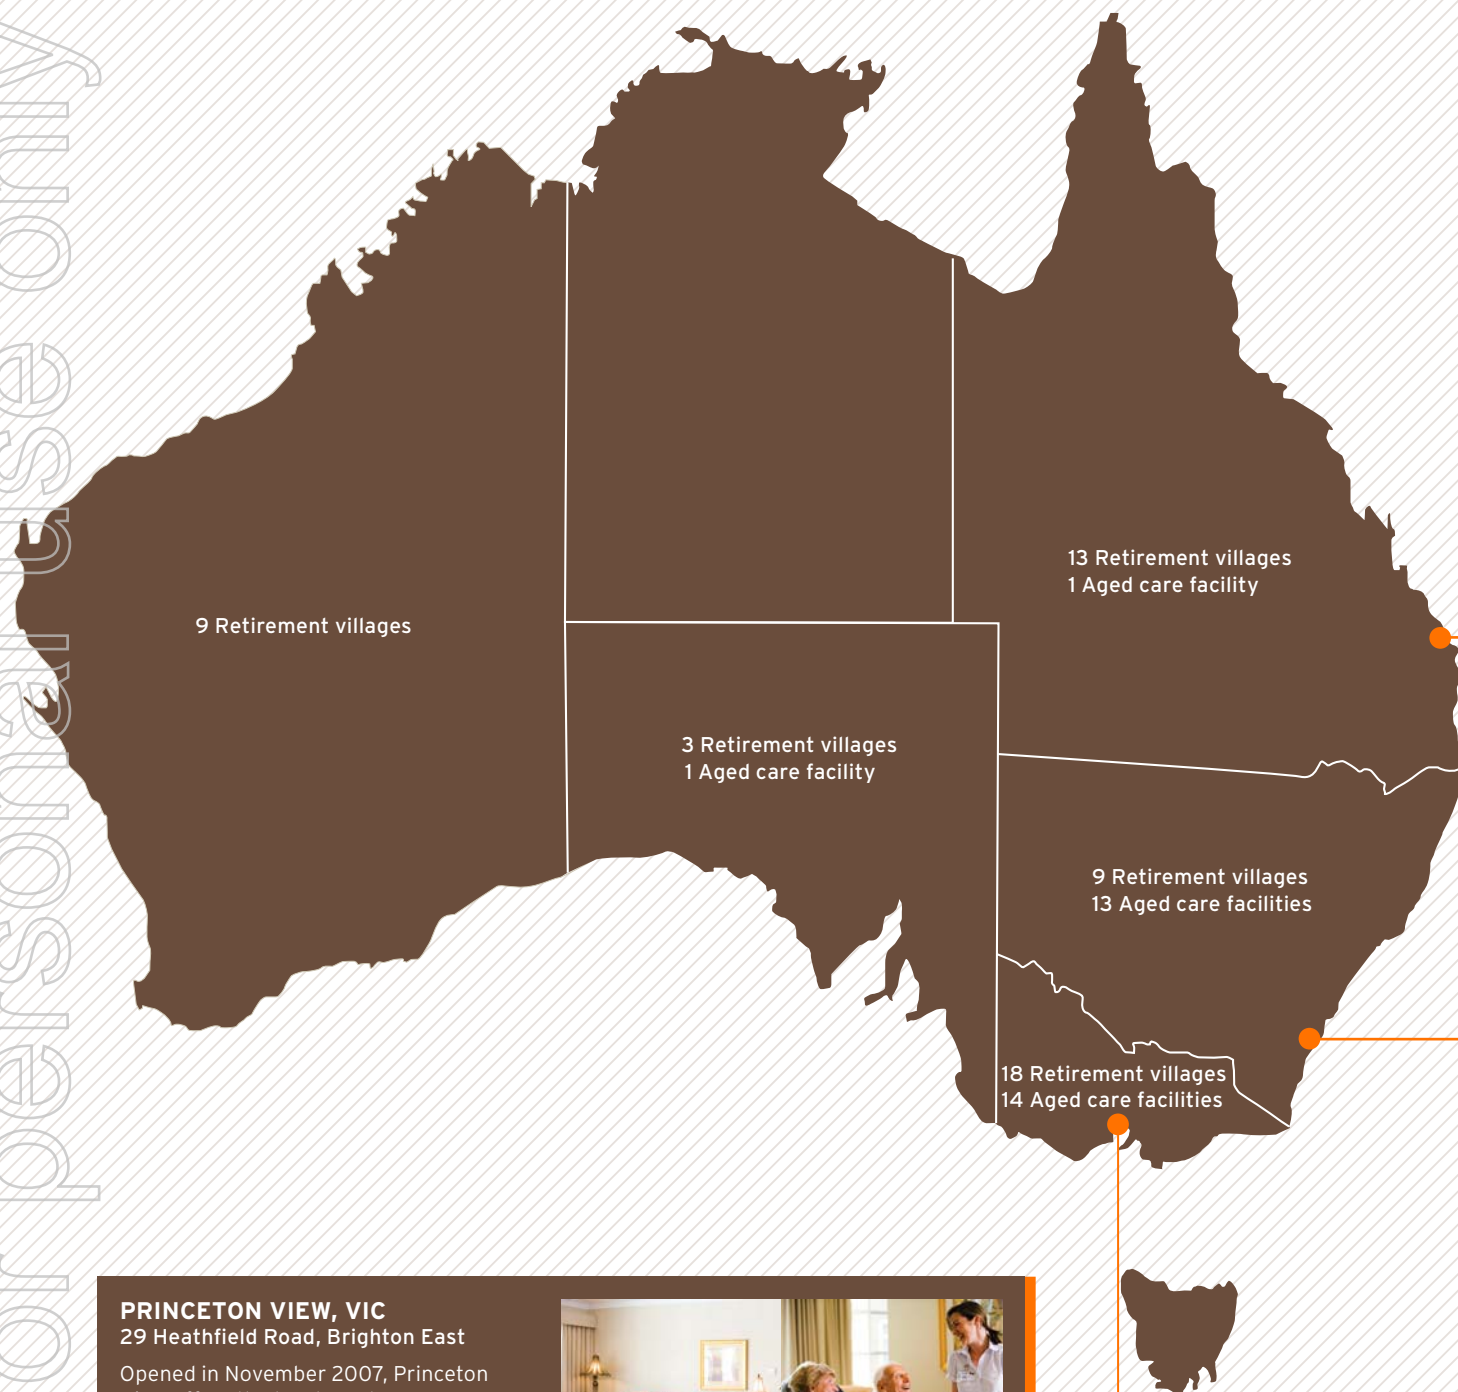 13 Retirement villages
1 Aged care facility
9 Retirement villages
3 Retirement villages
1 Aged care facility
9 Retirement villages
13 Aged care facilities
18 Retirement villages
14 Aged care facilities
or personal use only
PRINCETON VIEW, VIC
29 Heathfield Road, Brighton East
Opened in November 2007, Princeton